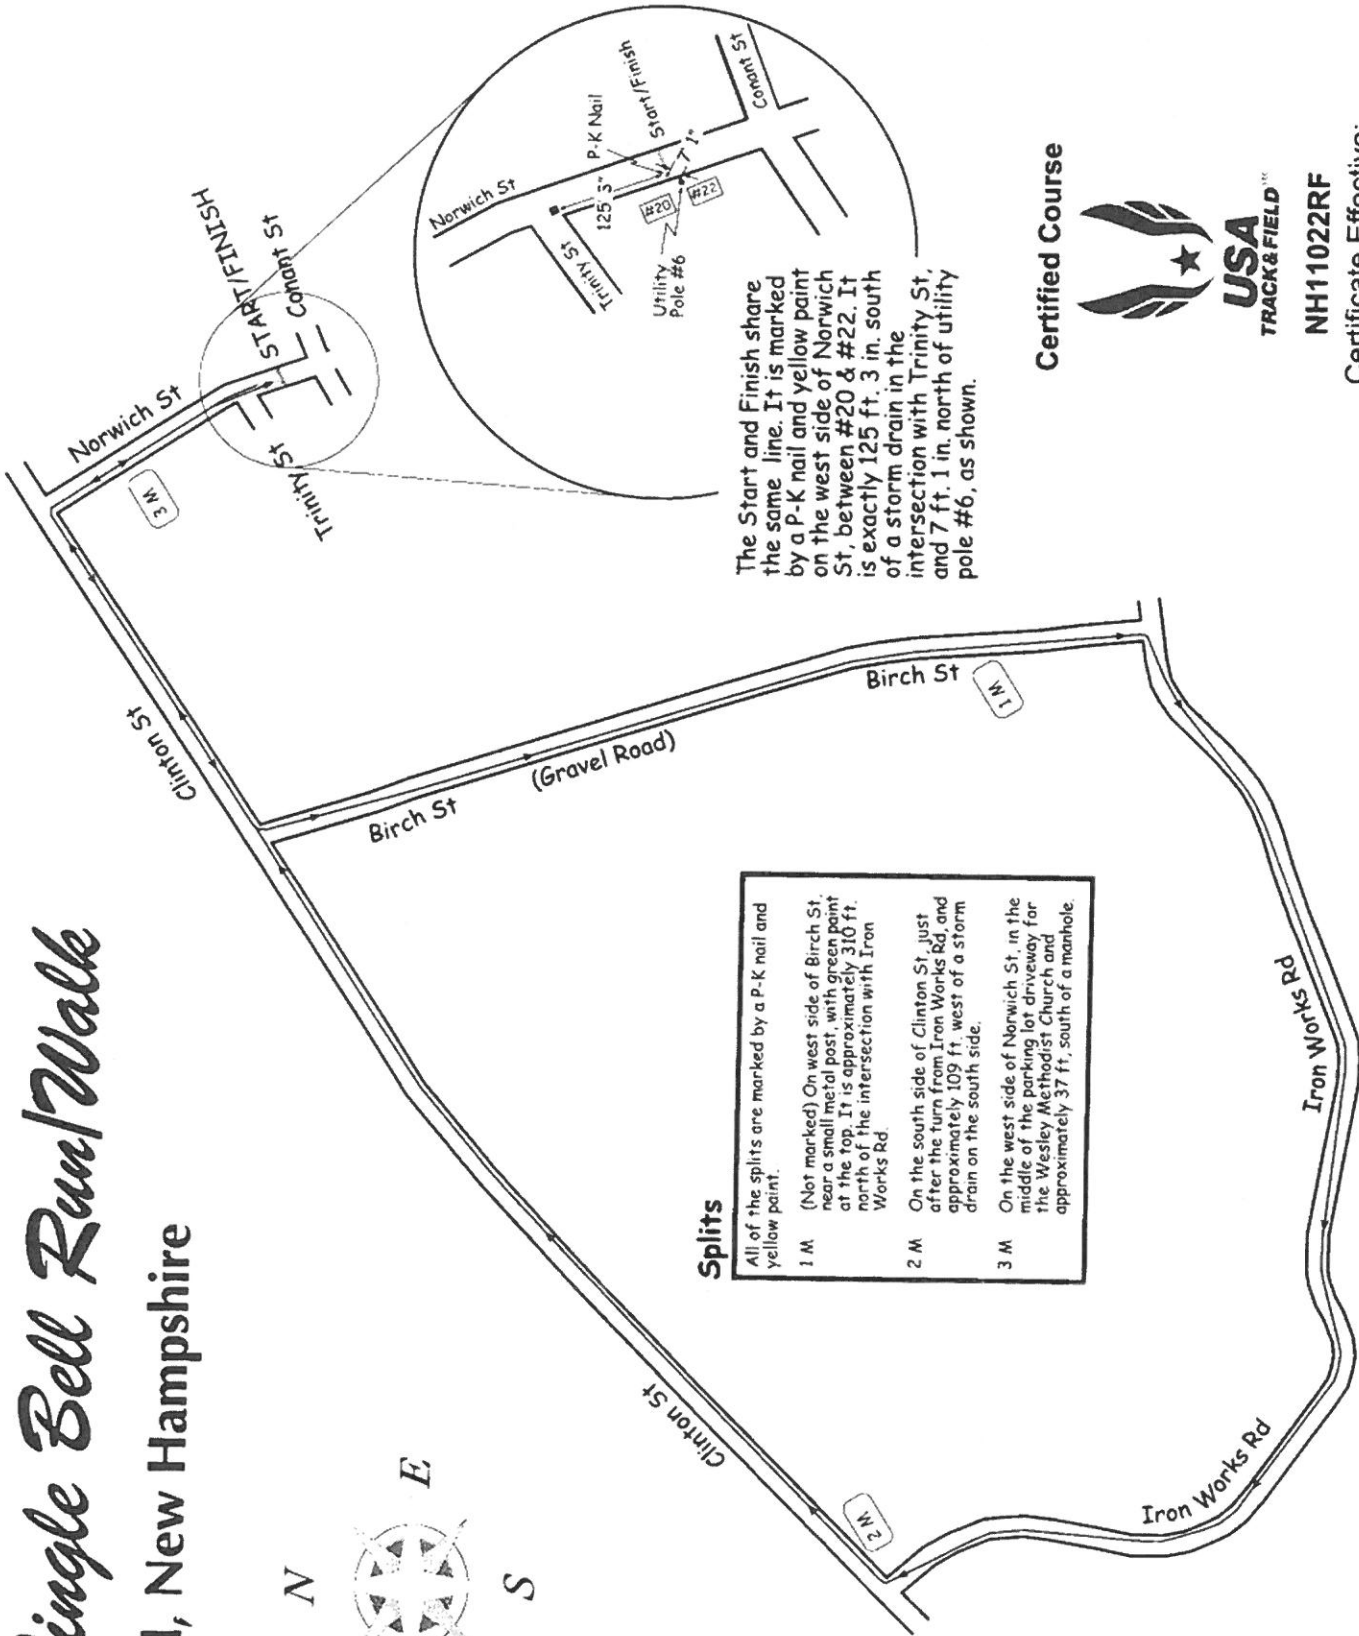 Jingle Bell Run/Walk
New Hampshire
N
E
S
Norwich St
START/FINISH
Conant St
Trinity St
3 M
Clinton St
Birch St
(Gravel Road)
Birch St
1 M
Iron Works Rd
Iron Works Rd
2 M
Clinton St
Norwich St
P-K Nail
Start/Finish
125' 3"
1"
Conant St
Trinity St
#20
#22
Utility
Pole #6
The Start and Finish share
the same line. It is marked
by a P-K nail and yellow paint
on the west side of Norwich
St, between #20 & #22. It
is exactly 125 ft. 3 in. south
of a storm drain in the
intersection with Trinity St,
and 7 ft. 1 in. north of utility
pole #6, as shown.
Splits
All of the splits are marked by a P-K nail and
yellow paint.
1 M (Not marked) On west side of Birch St.
near a small metal post, with green paint
at the top. It is approximately 310 ft.
north of the intersection with Iron
Works Rd.
2 M On the south side of Clinton St, just
after the turn from Iron Works Rd, and
approximately 109 ft. west of a storm
drain on the south side.
3 M On the west side of Norwich St, in the
middle of the parking lot driveway for
the Wesley Methodist Church and
approximately 37 ft, south of a manhole.
Certified Course
USA
TRACK & FIELD
NH11022RF
Certificate Effective: